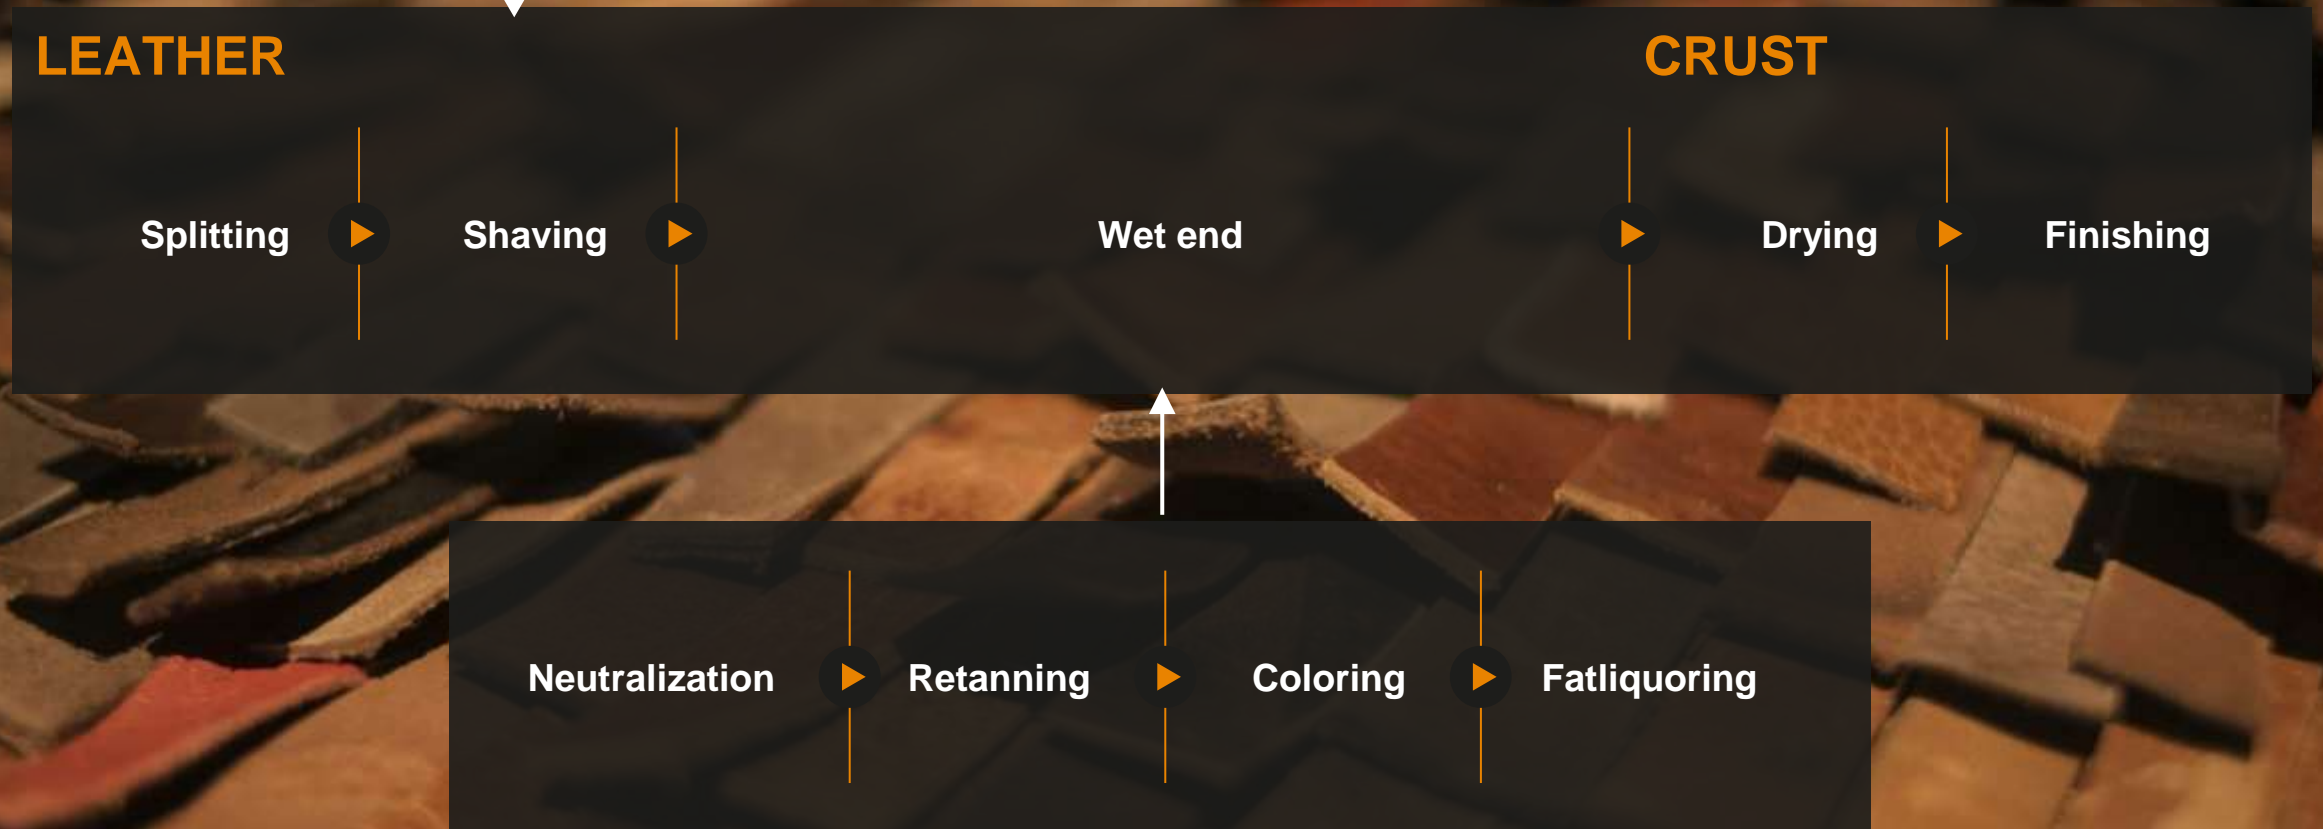 LEATHER
CRUST
Splitting
Shaving
Wet end
Drying
Finishing
Neutralization
Retanning
Coloring
Fatliquoring